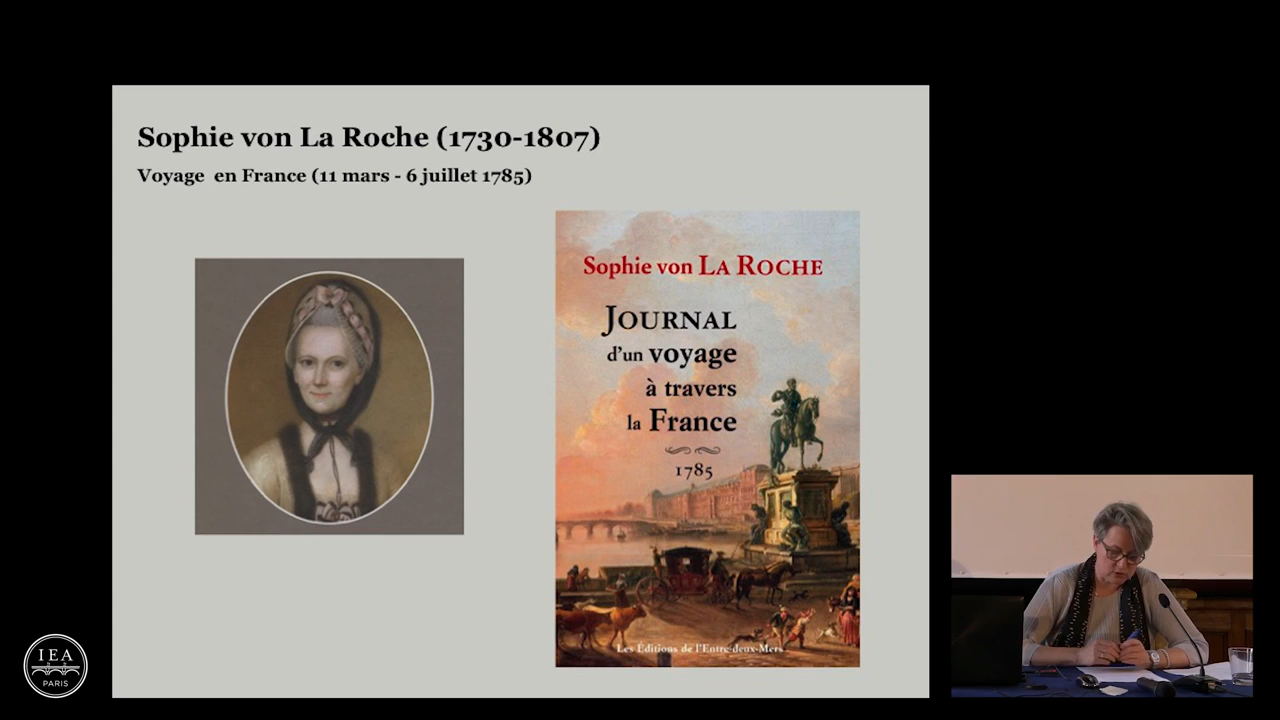 Sophie von La Roche (1730-1807)
Voyage en France (11 mars - 6 juillet 1785)
Sophie von LA ROCHE
JOURNAL
d'un voyage
à travers
la France
1785
Les Éditions de l'Entre-deux-Mers
IEA
PARIS